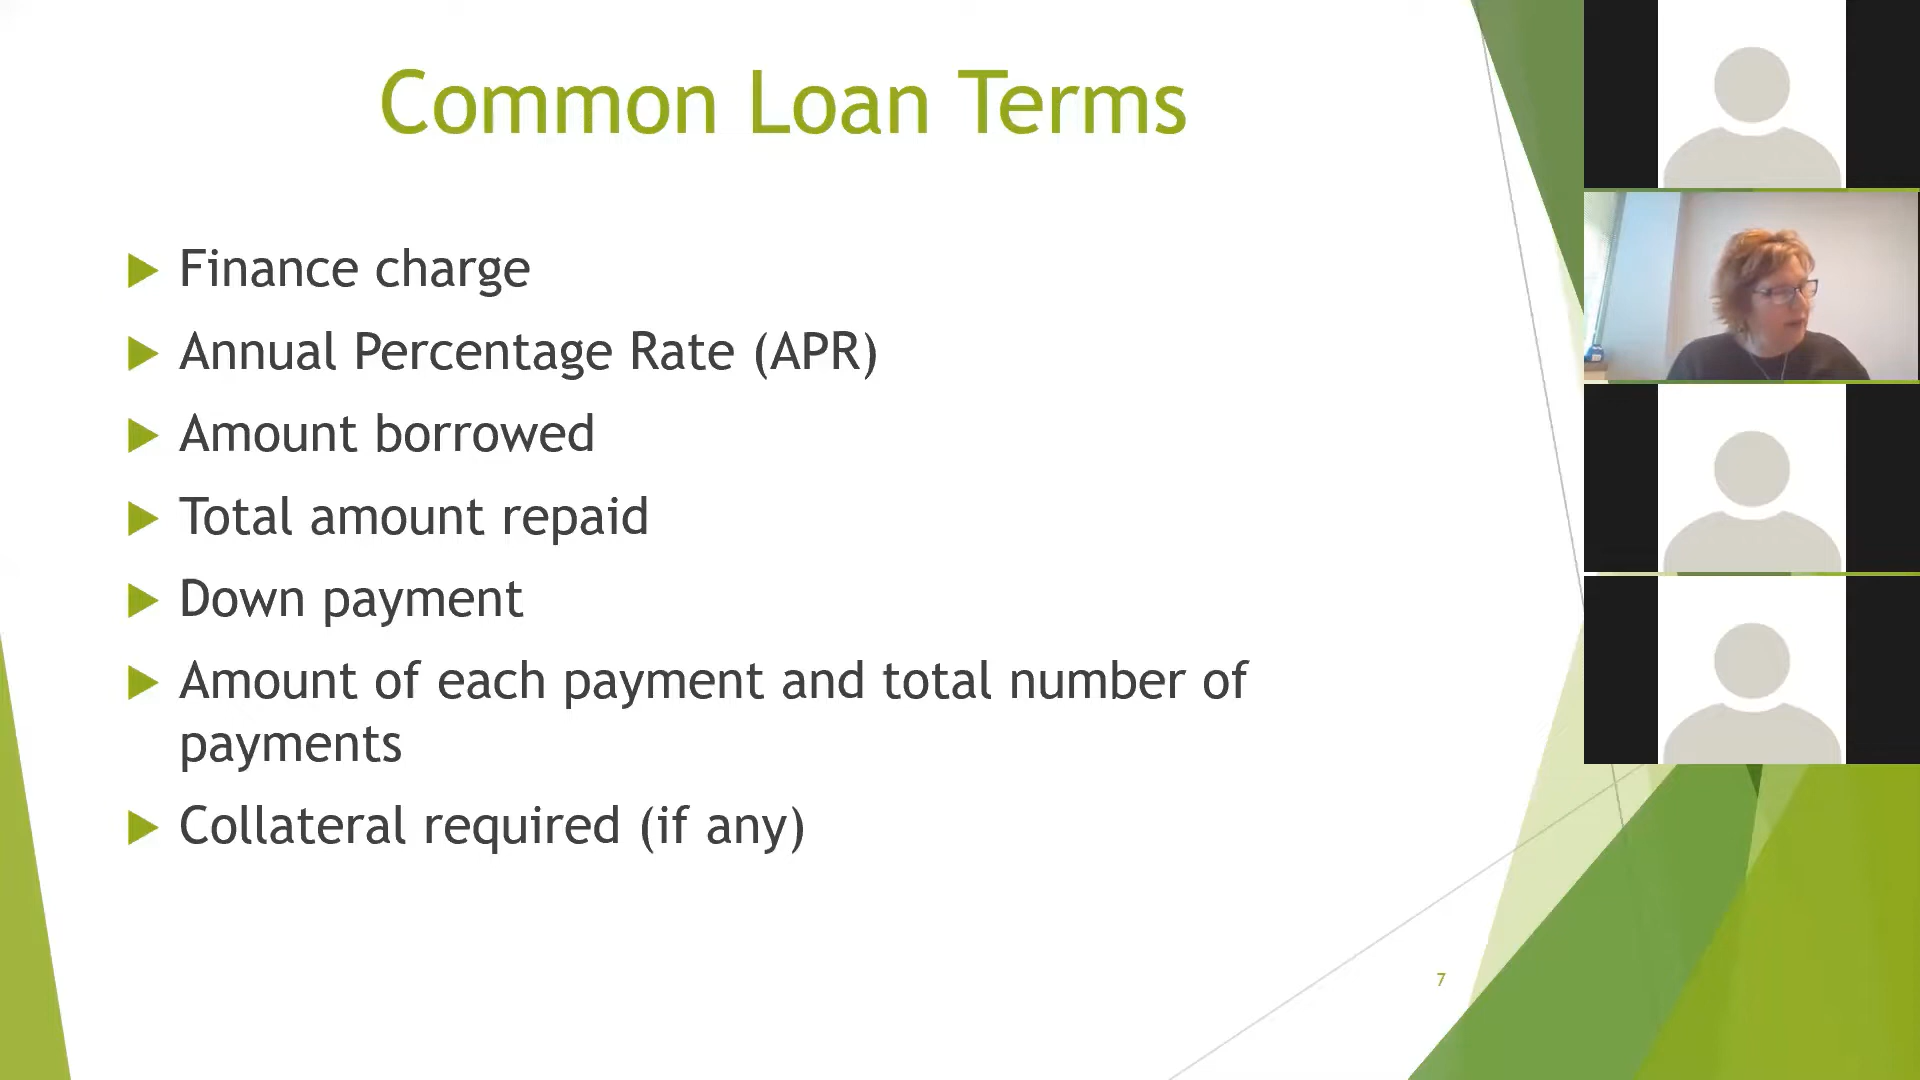 Common Loan Terms
Finance charge
Annual Percentage Rate (APR)
Amount borrowed
Total amount repaid
Down payment
Amount of each payment and total number of
payments
Collateral required (if any)
7